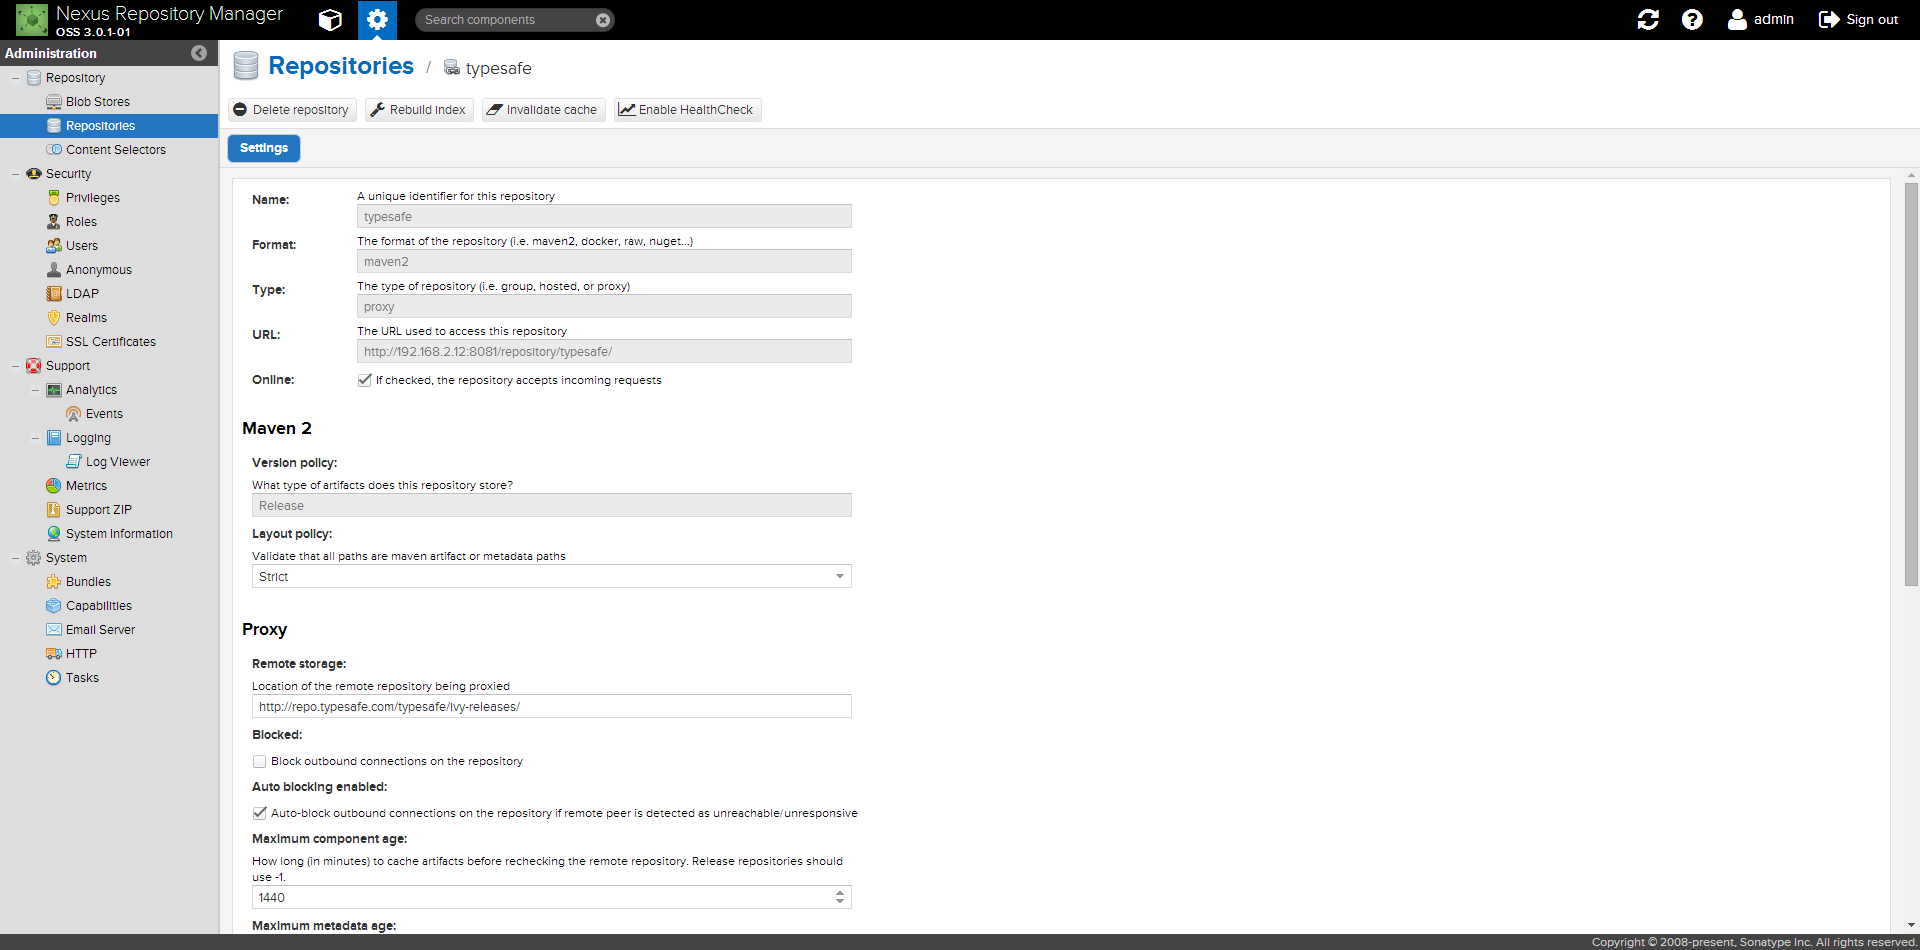 Nexus Repository Manager
OSS 3.0.1-01
Search components
admin
Sign out
Administration
Repository
Blob Stores
Repositories
Content Selectors
Security
Privileges
Roles
Users
Anonymous
LDAP
Realms
SSL Certificates
Support
Analytics
Events
Logging
Log Viewer
Metrics
Support ZIP
System Information
System
Bundles
Capabilities
Email Server
HTTP
Tasks
Repositories / typesafe
Delete repository
Rebuild index
Invalidate cache
Enable HealthCheck
Settings
Name:
A unique identifier for this repository
typesafe
Format:
The format of the repository (i.e. maven2, docker, raw, nuget...)
maven2
Type:
The type of repository (i.e. group, hosted, or proxy)
proxy
URL:
The URL used to access this repository
http://192.168.2.12:8081/repository/typesafe/
Online:
If checked, the repository accepts incoming requests
Maven 2
Version policy:
What type of artifacts does this repository store?
Release
Layout policy:
Validate that all paths are maven artifact or metadata paths
Strict
Proxy
Remote storage:
Location of the remote repository being proxied
http://repo.typesafe.com/typesafe/ivy-releases/
Blocked:
Block outbound connections on the repository
Auto blocking enabled:
Auto-block outbound connections on the repository if remote peer is detected as unreachable/unresponsive
Maximum component age:
How long (in minutes) to cache artifacts before rechecking the remote repository. Release repositories should
use -1.
1440
Maximum metadata age:
Copyright © 2008-present, Sonatype Inc. All rights reserved.